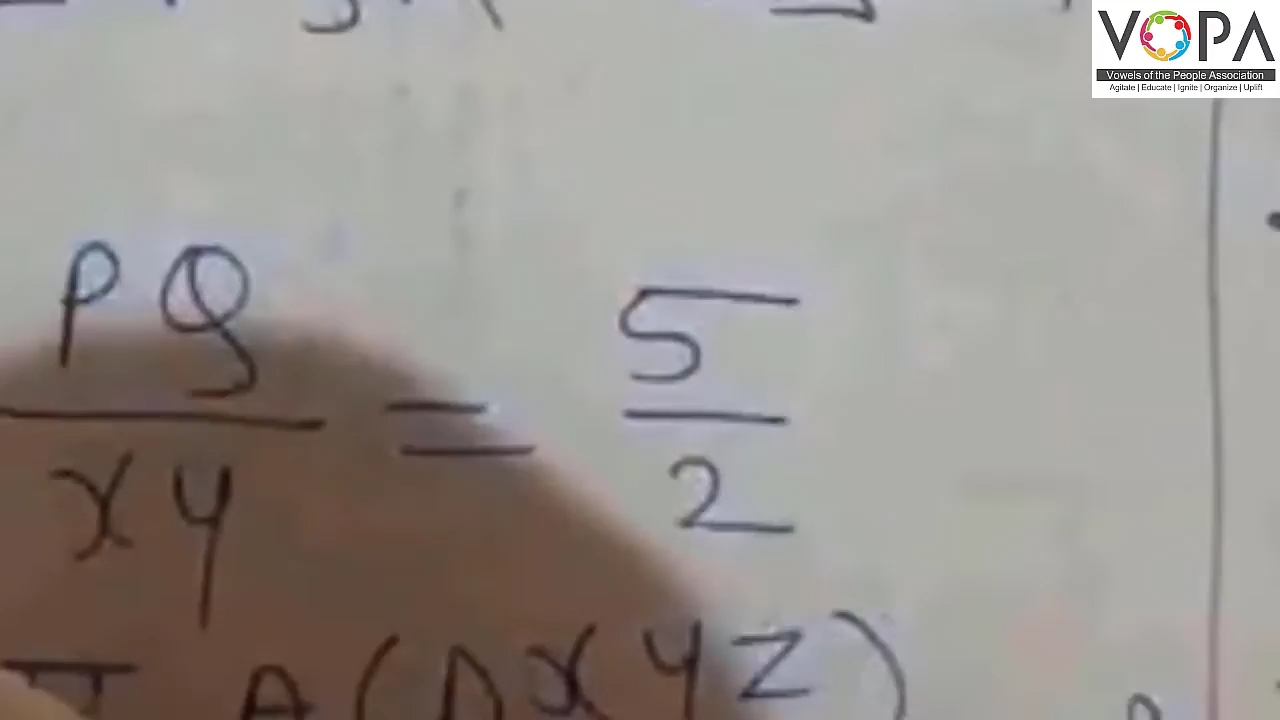 VOPA
Vowels of the People Association
Agitate | Educate | Ignite | Organize | Uplift
PQ
5
=
xy
2
A(ΔXYZ)